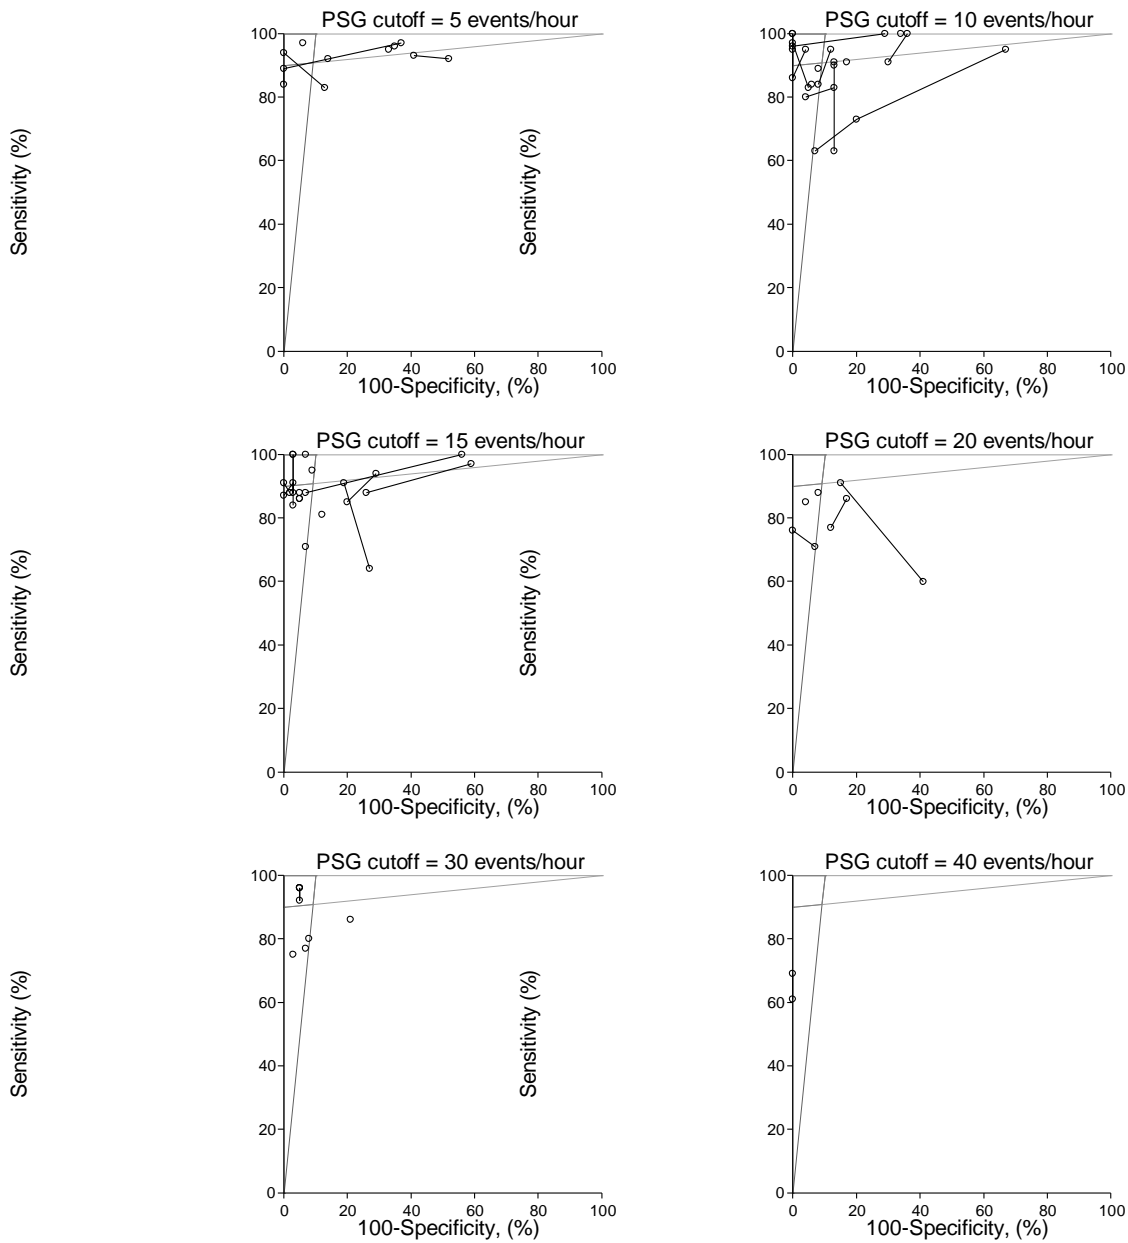 PSG cutoff = 5 events/hour
Sensitivity (%)
100
80
60
40
20
0
0 20 40 60 80 100
100-Specificity, (%)
PSG cutoff = 10 events/hour
Sensitivity (%)
100
80
60
40
20
0
0 20 40 60 80 100
100-Specificity, (%)
PSG cutoff = 15 events/hour
Sensitivity (%)
100
80
60
40
20
0
0 20 40 60 80 100
100-Specificity, (%)
PSG cutoff = 20 events/hour
Sensitivity (%)
100
80
60
40
20
0
0 20 40 60 80 100
100-Specificity, (%)
PSG cutoff = 30 events/hour
Sensitivity (%)
100
80
60
40
20
0
0 20 40 60 80 100
100-Specificity, (%)
PSG cutoff = 40 events/hour
Sensitivity (%)
100
80
60
40
20
0
0 20 40 60 80 100
100-Specificity, (%)